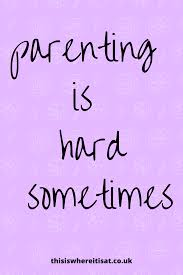 parenting
is
hard
sometimes
thisiswhereitisat.co.uk